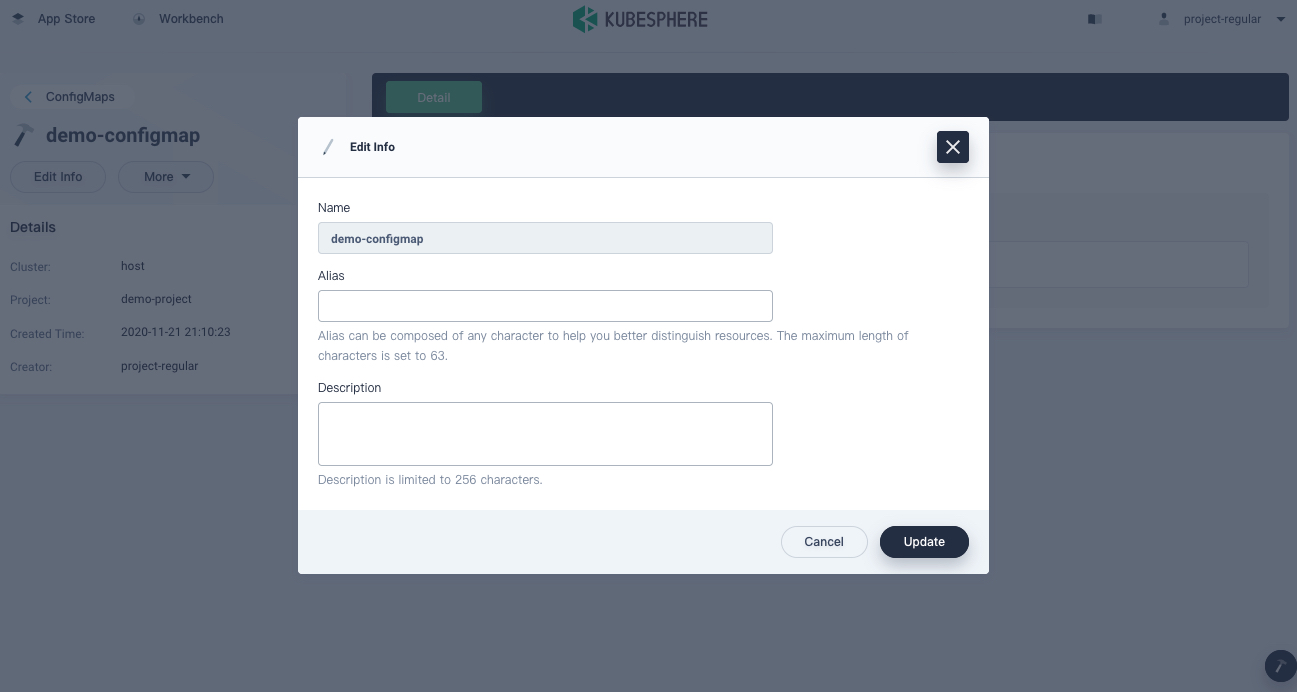 App Store
Workbench
KUBESPHERE
project-regular
ConfigMaps
demo-configmap
Edit Info
More
Details
Cluster: host
Project: demo-project
Created Time: 2020-11-21 21:10:23
Creator: project-regular
Detail
Edit Info
Name
demo-configmap
Alias
Alias can be composed of any character to help you better distinguish resources. The maximum length of
characters is set to 63.
Description
Description is limited to 256 characters.
Cancel
Update